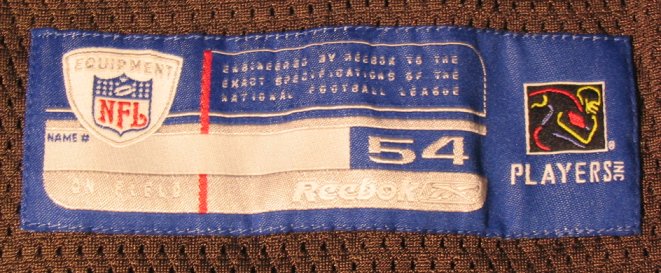 EQUIPMENT
NFL
ENGINEERED BY REEBOK TO THE
EXACT SPECIFICATIONS OF THE
NATIONAL FOOTBALL LEAGUE
NAME #
54
ON FIELD
Reebok
®
PLAYERS INC